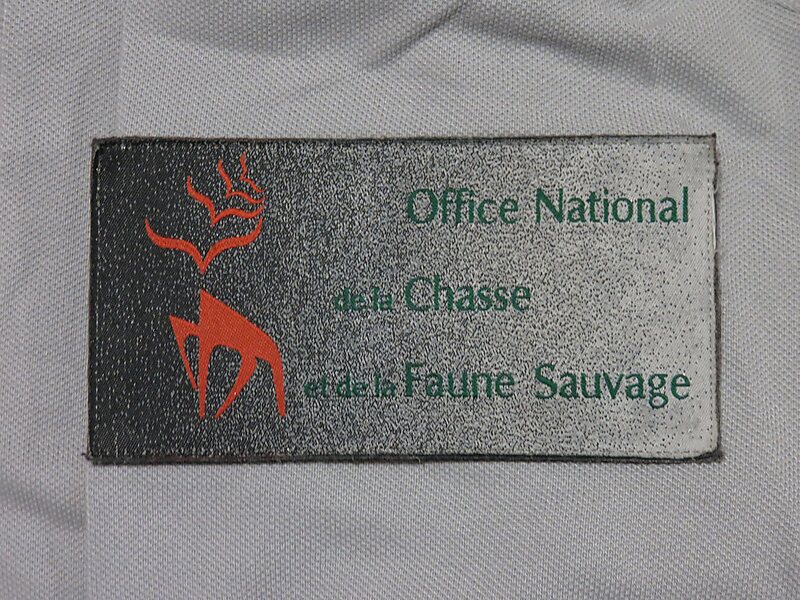 Office National
de la Chasse
et de la Faune Sauvage